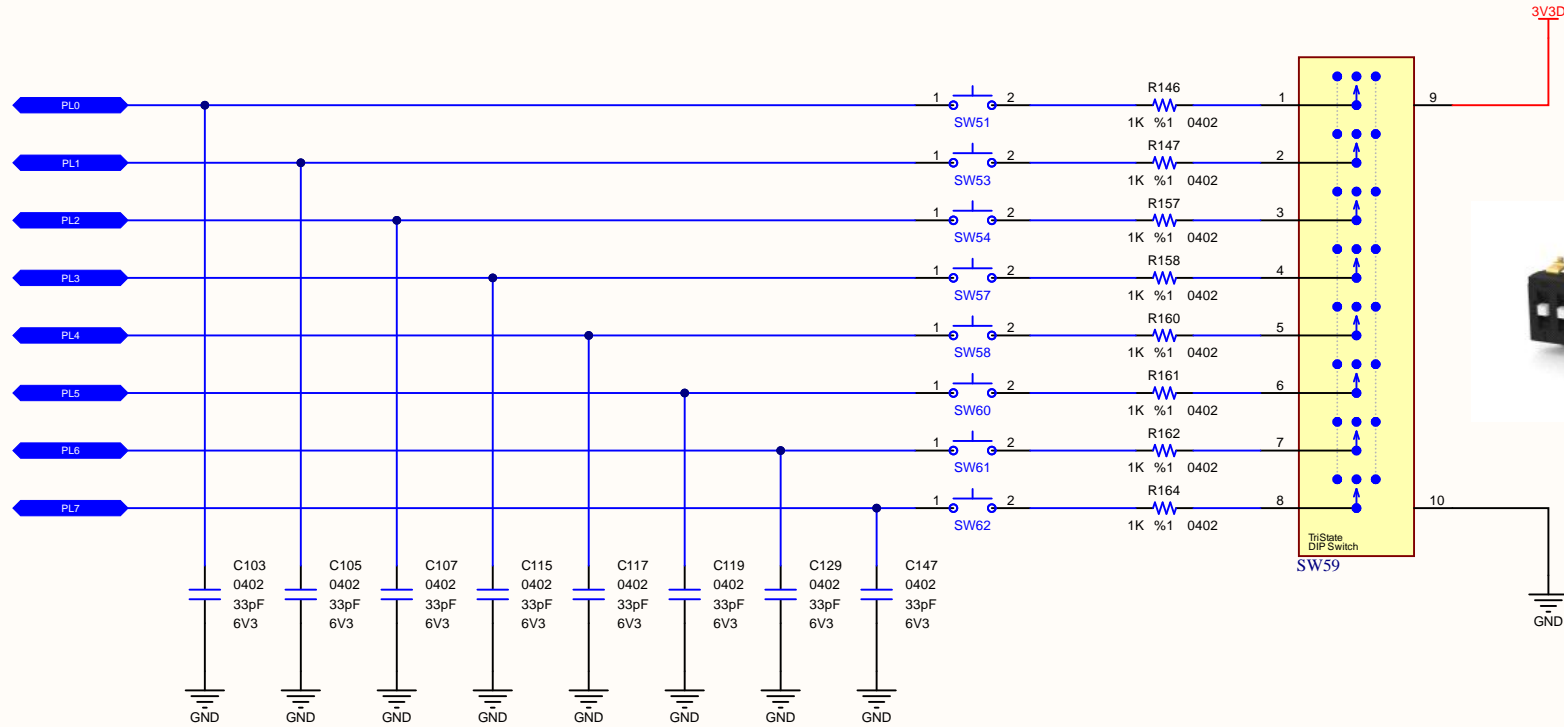 3V3D
PL0
1
2
SW51
R146
1K %1 0402
1
9
PL1
1
2
SW53
R147
1K %1 0402
2
PL2
1
2
SW54
R157
1K %1 0402
3
PL3
1
2
SW57
R158
1K %1 0402
4
PL4
1
2
SW58
R160
1K %1 0402
5
PL5
1
2
SW60
R161
1K %1 0402
6
PL6
1
2
SW61
R162
1K %1 0402
7
PL7
1
2
SW62
R164
1K %1 0402
8
10
TriState
DIP Switch
SW59
GND
C103
0402
33pF
6V3
GND
C105
0402
33pF
6V3
GND
C107
0402
33pF
6V3
GND
C115
0402
33pF
6V3
GND
C117
0402
33pF
6V3
GND
C119
0402
33pF
6V3
GND
C129
0402
33pF
6V3
GND
C147
0402
33pF
6V3
GND